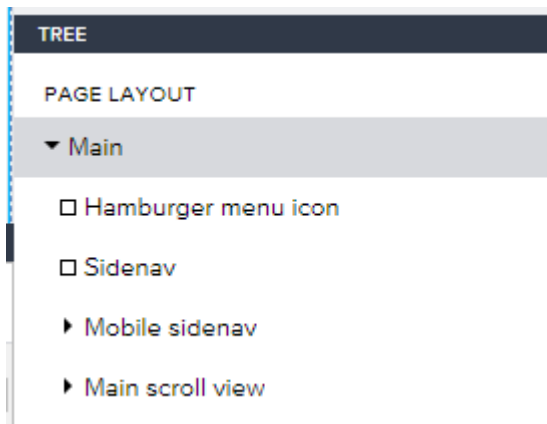 TREE
PAGE LAYOUT
Main
Hamburger menu icon
Sidenav
Mobile sidenav
Main scroll view